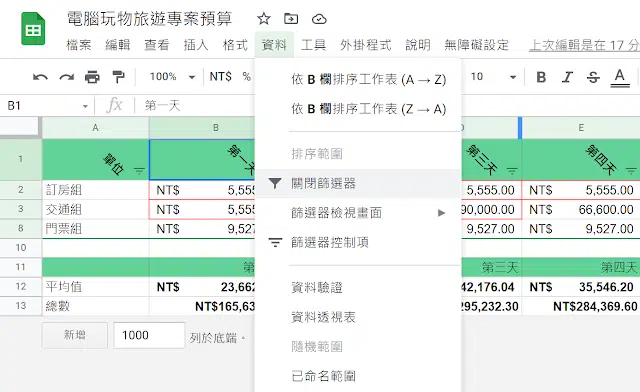 電腦玩物旅遊專案預算
檔案 編輯 查看 插入 格式 資料 工具 外掛程式 說明 無障礙設定 上次編輯是在 17 分
100% NT$ % 10 B I S A
B1 fx 第一天
依 B 欄排序工作表 (A → Z)
依 B 欄排序工作表 (Z → A)
排序範圍
關閉篩選器
篩選器檢視畫面
篩選器控制項
資料驗證
資料透視表
隨機範圍
已命名範圍
A B D E
1 單位 第一天 第三天 第四天
2 訂房組 NT$ 5,555 5,555.00 NT$ 5,555.00
3 交通組 NT$ 5,555 90,000.00 NT$ 66,600.00
8 門票組 NT$ 9,527 9,527.00 NT$ 9,527.00
10
11 第 第三天 第四天
12 平均值 NT$ 23,662 42,176.04 NT$ 35,546.20
13 總數 NT$165,63 295,232.30 NT$284,369.60
新增 1000 列於底端。